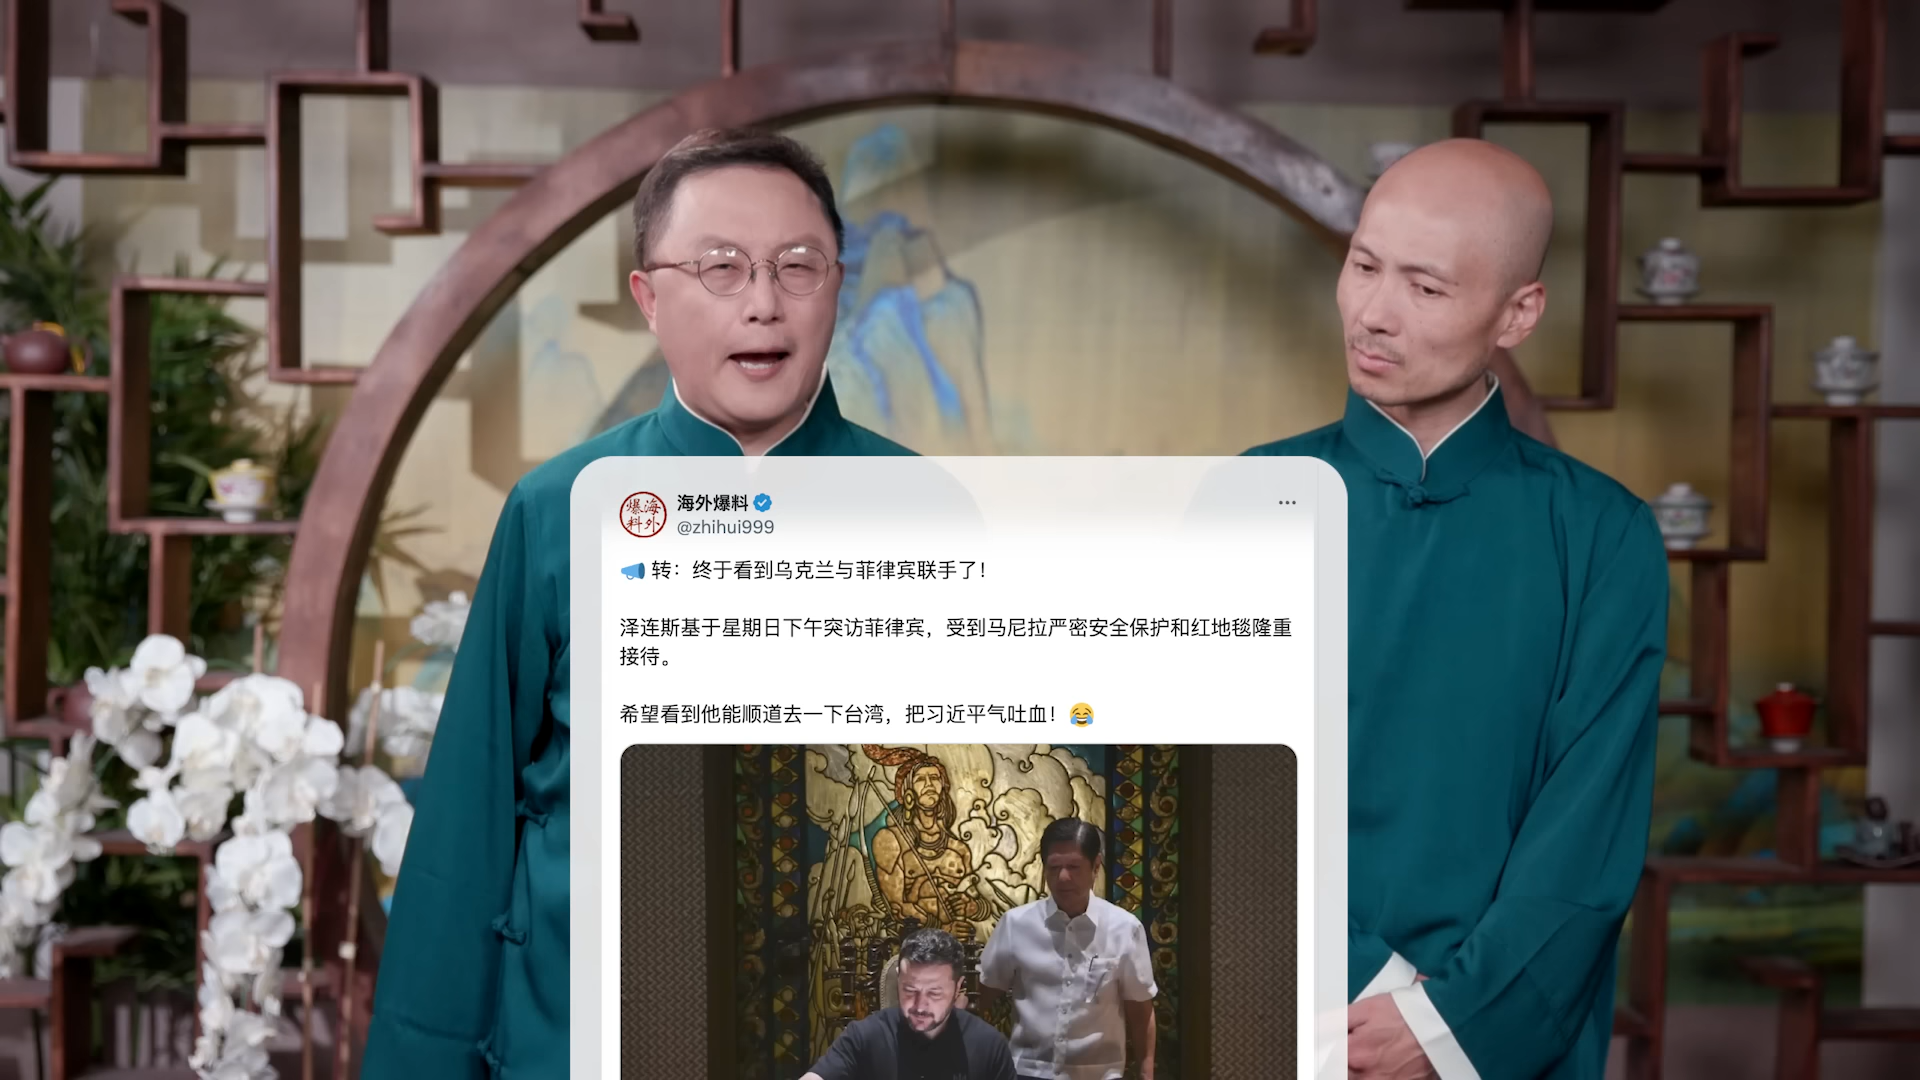 海外爆料
@zhihui999
转：终于看到乌克兰与菲律宾联手了！
泽连斯基于星期日下午突访菲律宾，受到马尼拉严密安全保护和红地毯隆重
接待。
希望看到他能顺道去一下台湾，把习近平气吐血！